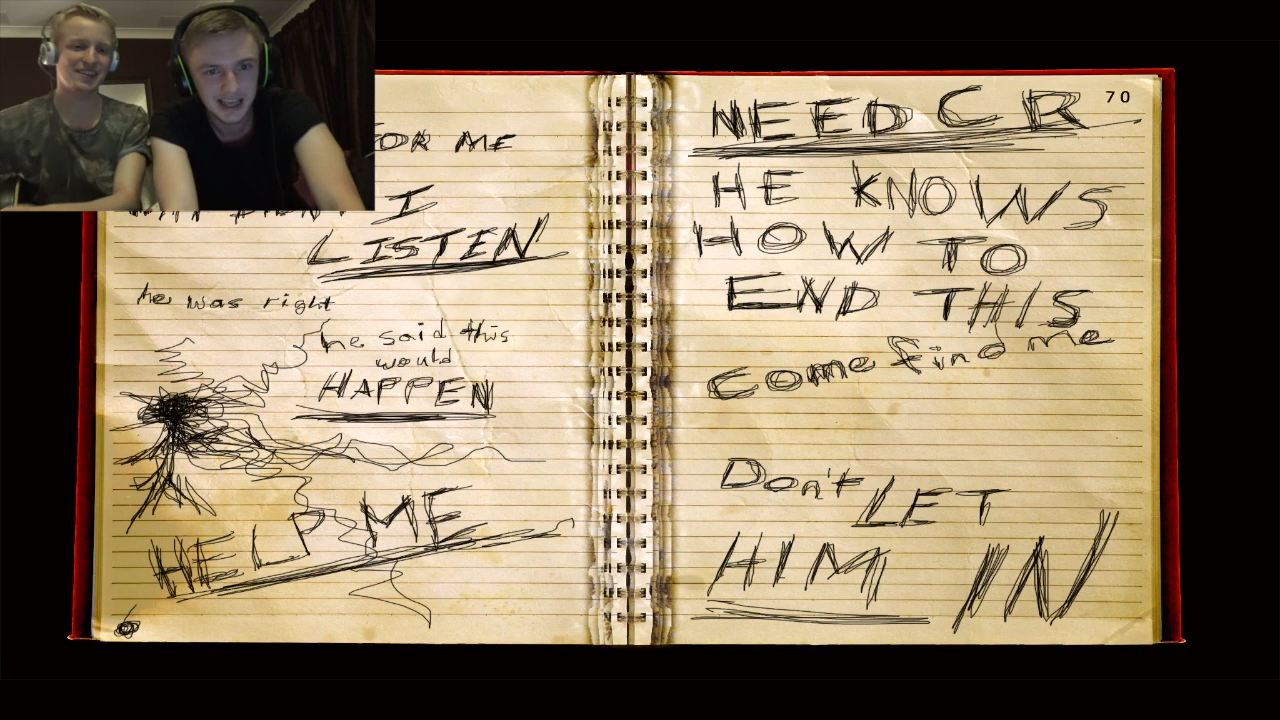 FOR ME
I
LISTEN
he was right
he said this
would
HAPPEN
HELP ME
70
NEED C R
HE KNOWS
HOW TO
END THIS
come find me
Don't LET
HIM IN